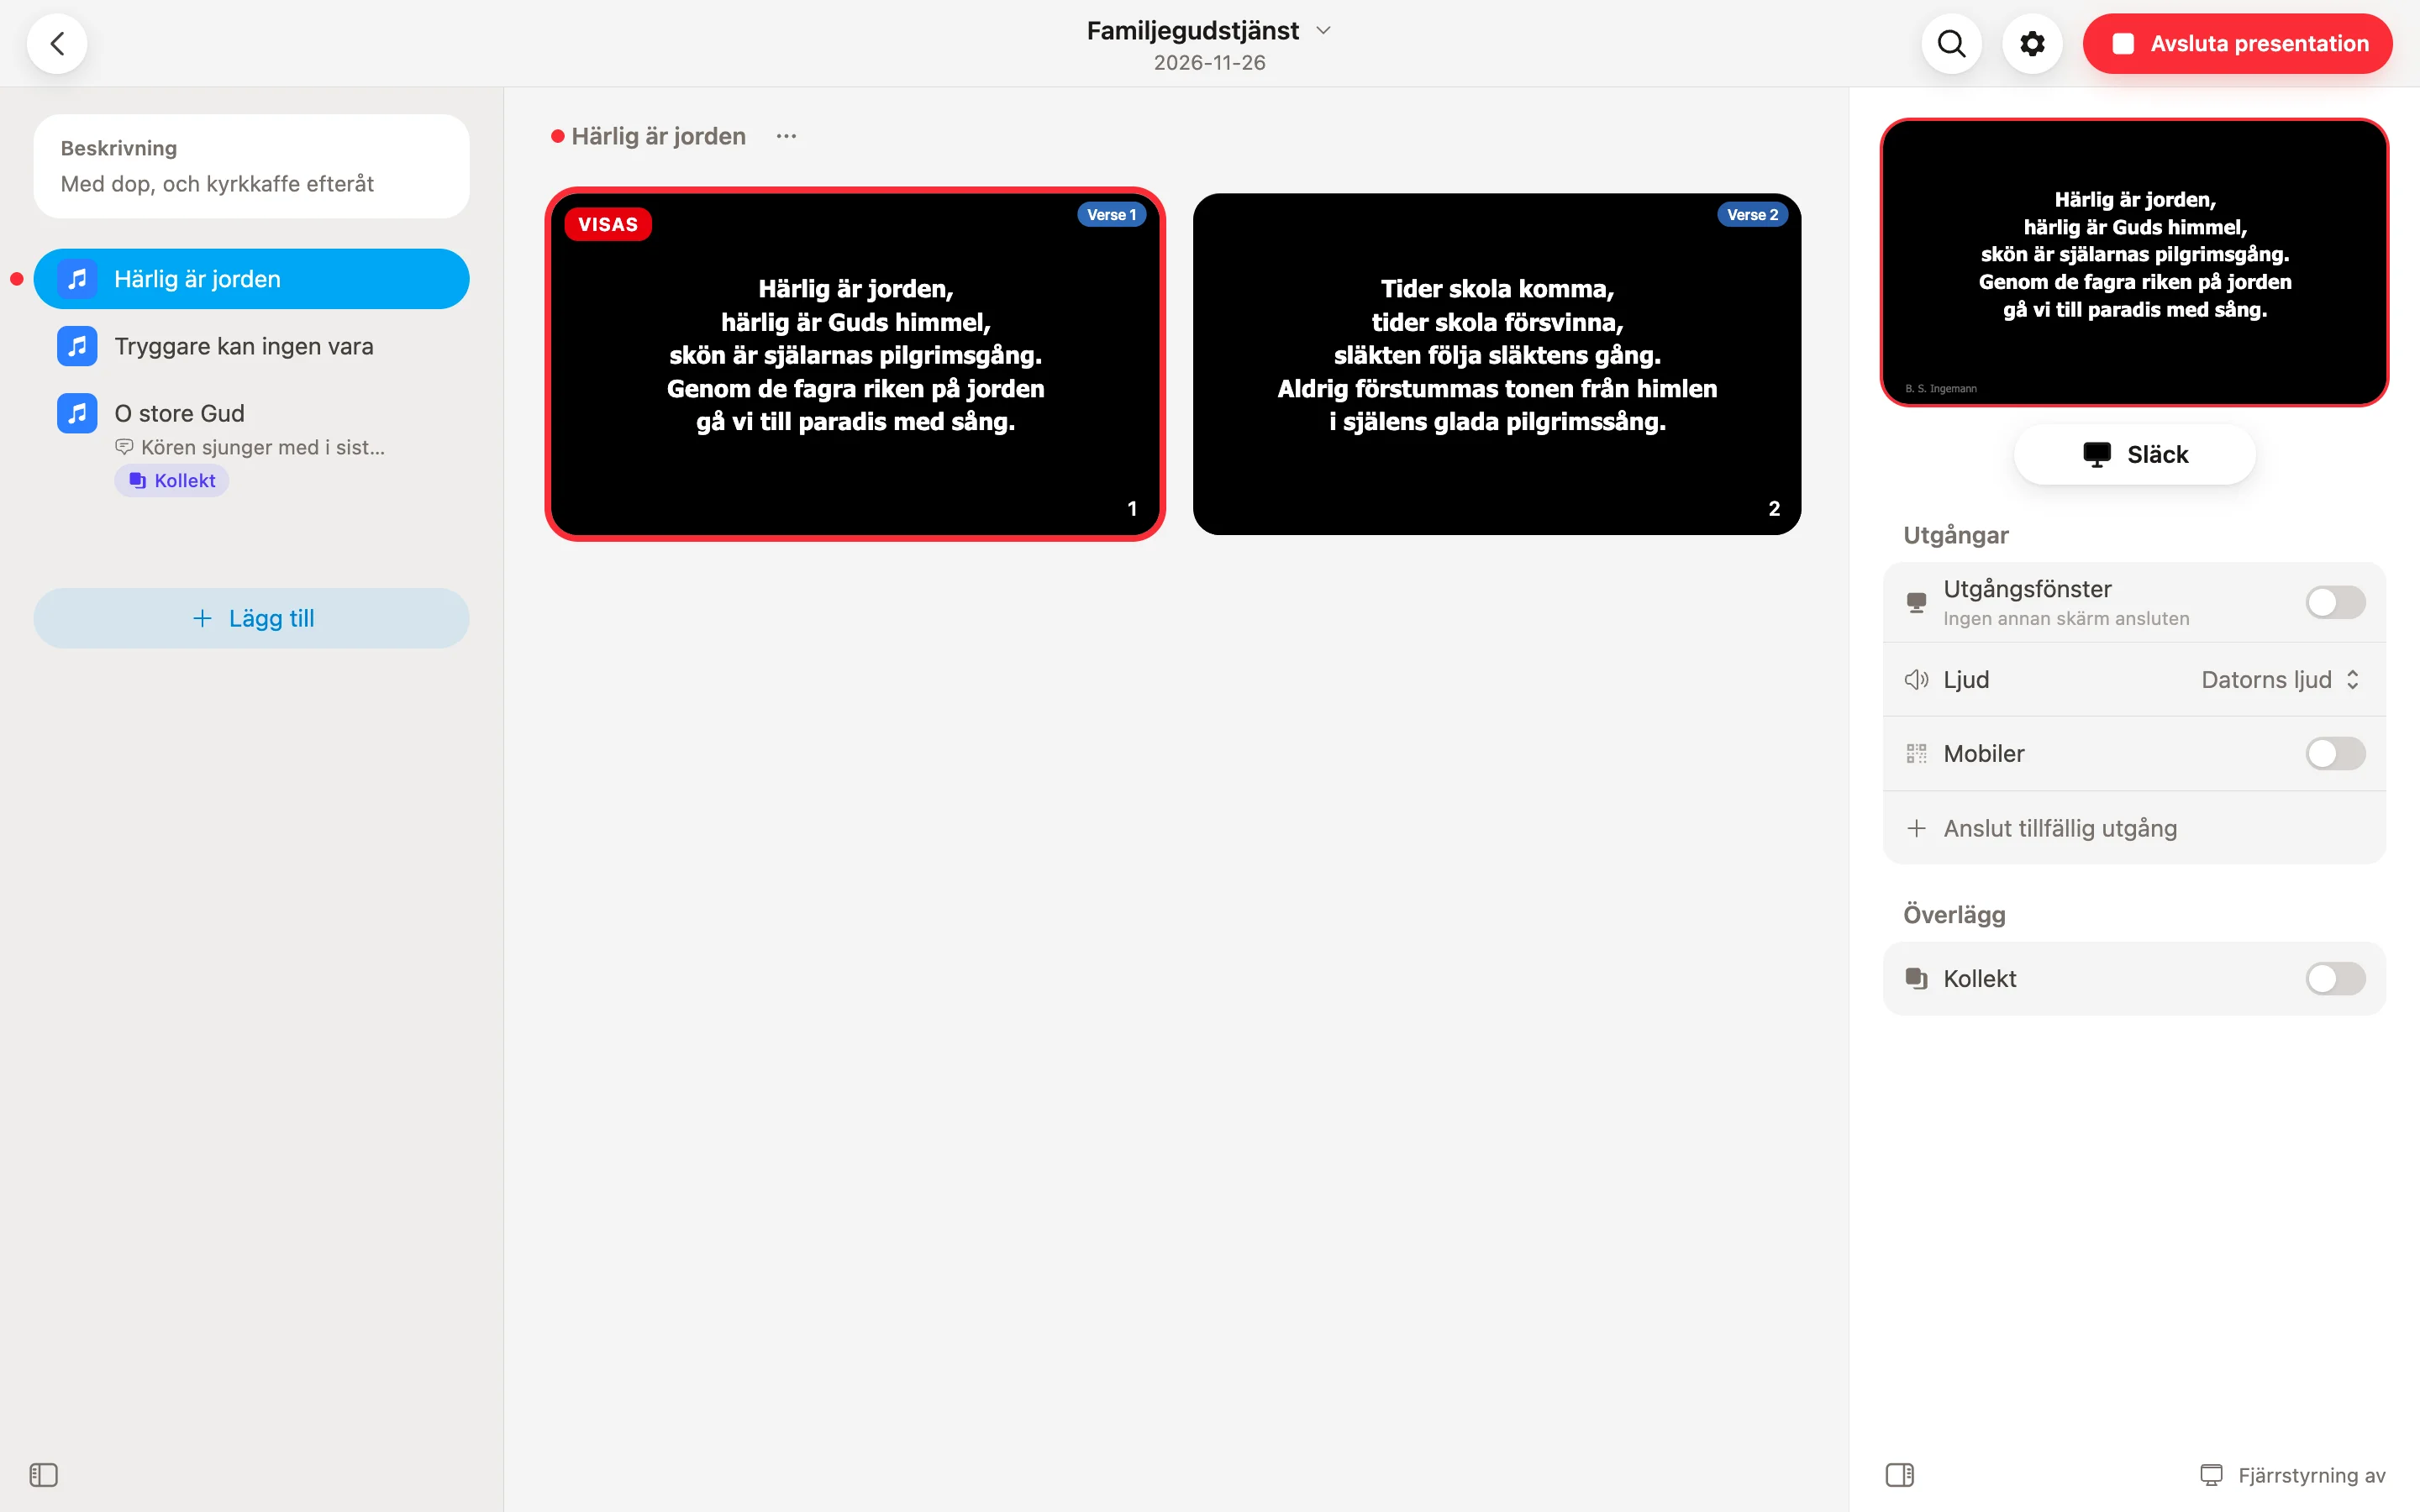 Familjegudstjänst
2026-11-26
Avsluta presentation
Beskrivning
Med dop, och kyrkkaffe efteråt
Härlig är jorden
Tryggare kan ingen vara
O store Gud
Kören sjunger med i sist...
Kollekt
Lägg till
Härlig är jorden
VISAS
Verse 1
Härlig är jorden,
härlig är Guds himmel,
skön är själarnas pilgrimsgång.
Genom de fagra riken på jorden
gå vi till paradis med sång.
1
Verse 2
Tider skola komma,
tider skola försvinna,
släkten följa släktens gång.
Aldrig förstummas tonen från himlen
i själens glada pilgrimssång.
2
Härlig är jorden,
härlig är Guds himmel,
skön är själarnas pilgrimsgång.
Genom de fagra riken på jorden
gå vi till paradis med sång.
B. S. Ingemann
Släck
Utgångar
Utgångsfönster
Ingen annan skärm ansluten
Ljud
Datorns ljud
Mobiler
Anslut tillfällig utgång
Överlägg
Kollekt
Fjärrstyrning av